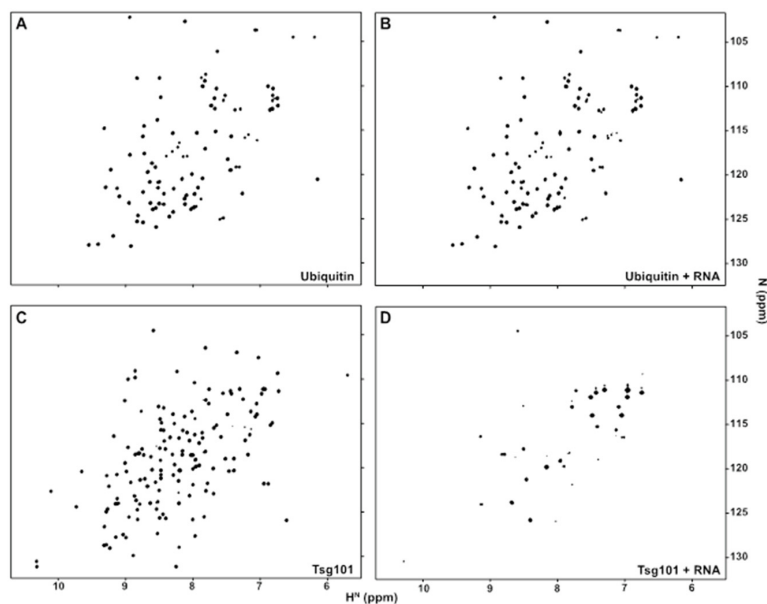 A
B
105
110
115
120
125
130
Ubiquitin
Ubiquitin + RNA
N (ppm)
C
D
105
110
115
120
125
130
Tsg101
Tsg101 + RNA
10 9 8 7 6
10 9 8 7 6
Hᴺ (ppm)